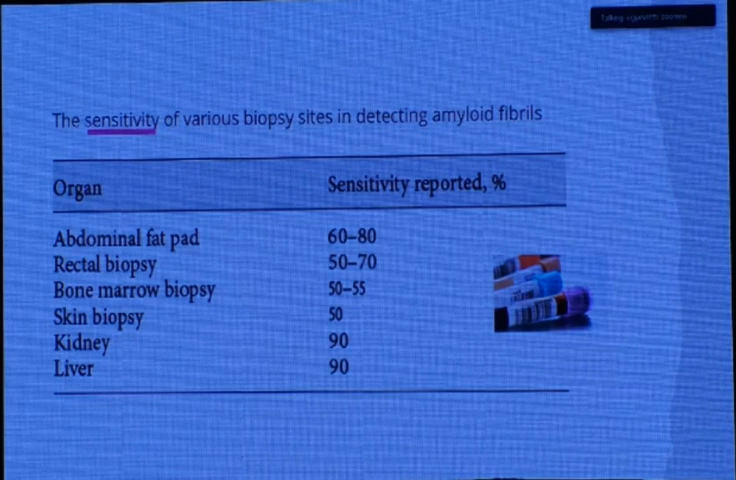 Talking:
The sensitivity of various biopsy sites in detecting amyloid fibrils
Organ Sensitivity reported, %
Abdominal fat pad 60–80
Rectal biopsy 50–70
Bone marrow biopsy 50–55
Skin biopsy 50
Kidney 90
Liver 90